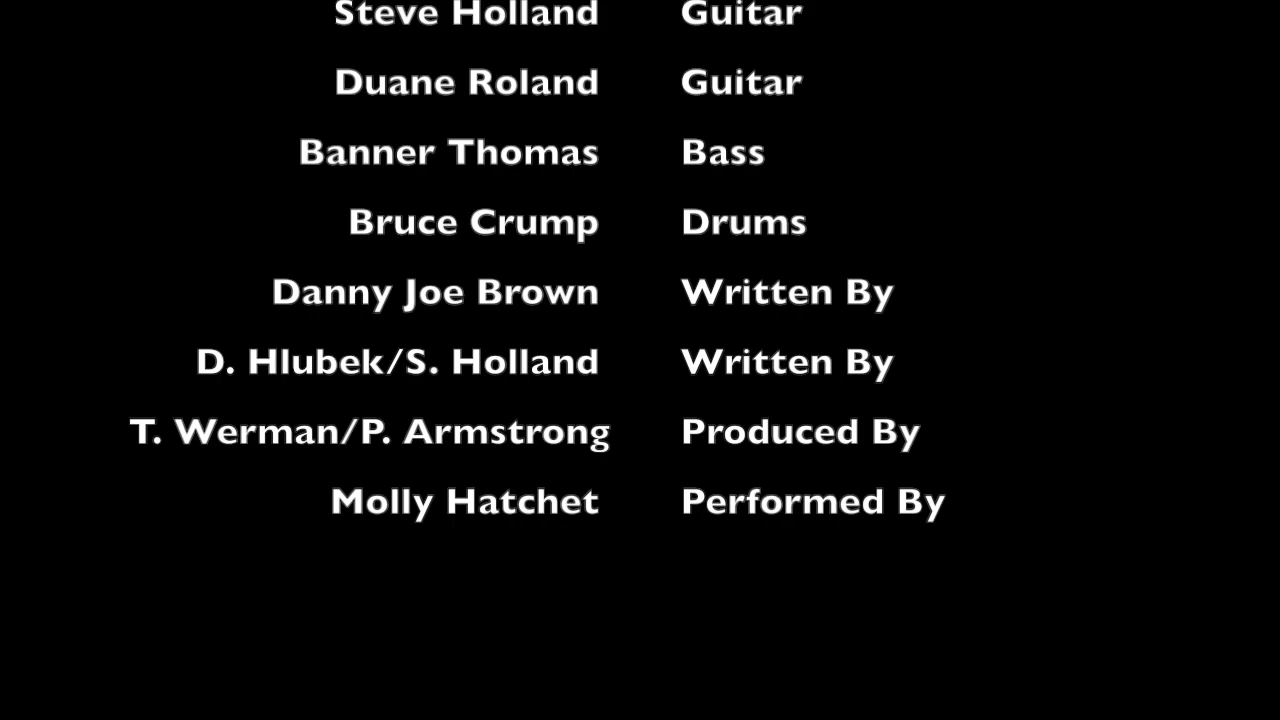 Steve Holland Guitar
Duane Roland Guitar
Banner Thomas Bass
Bruce Crump Drums
Danny Joe Brown Written By
D. Hlubek/S. Holland Written By
T. Werman/P. Armstrong Produced By
Molly Hatchet Performed By